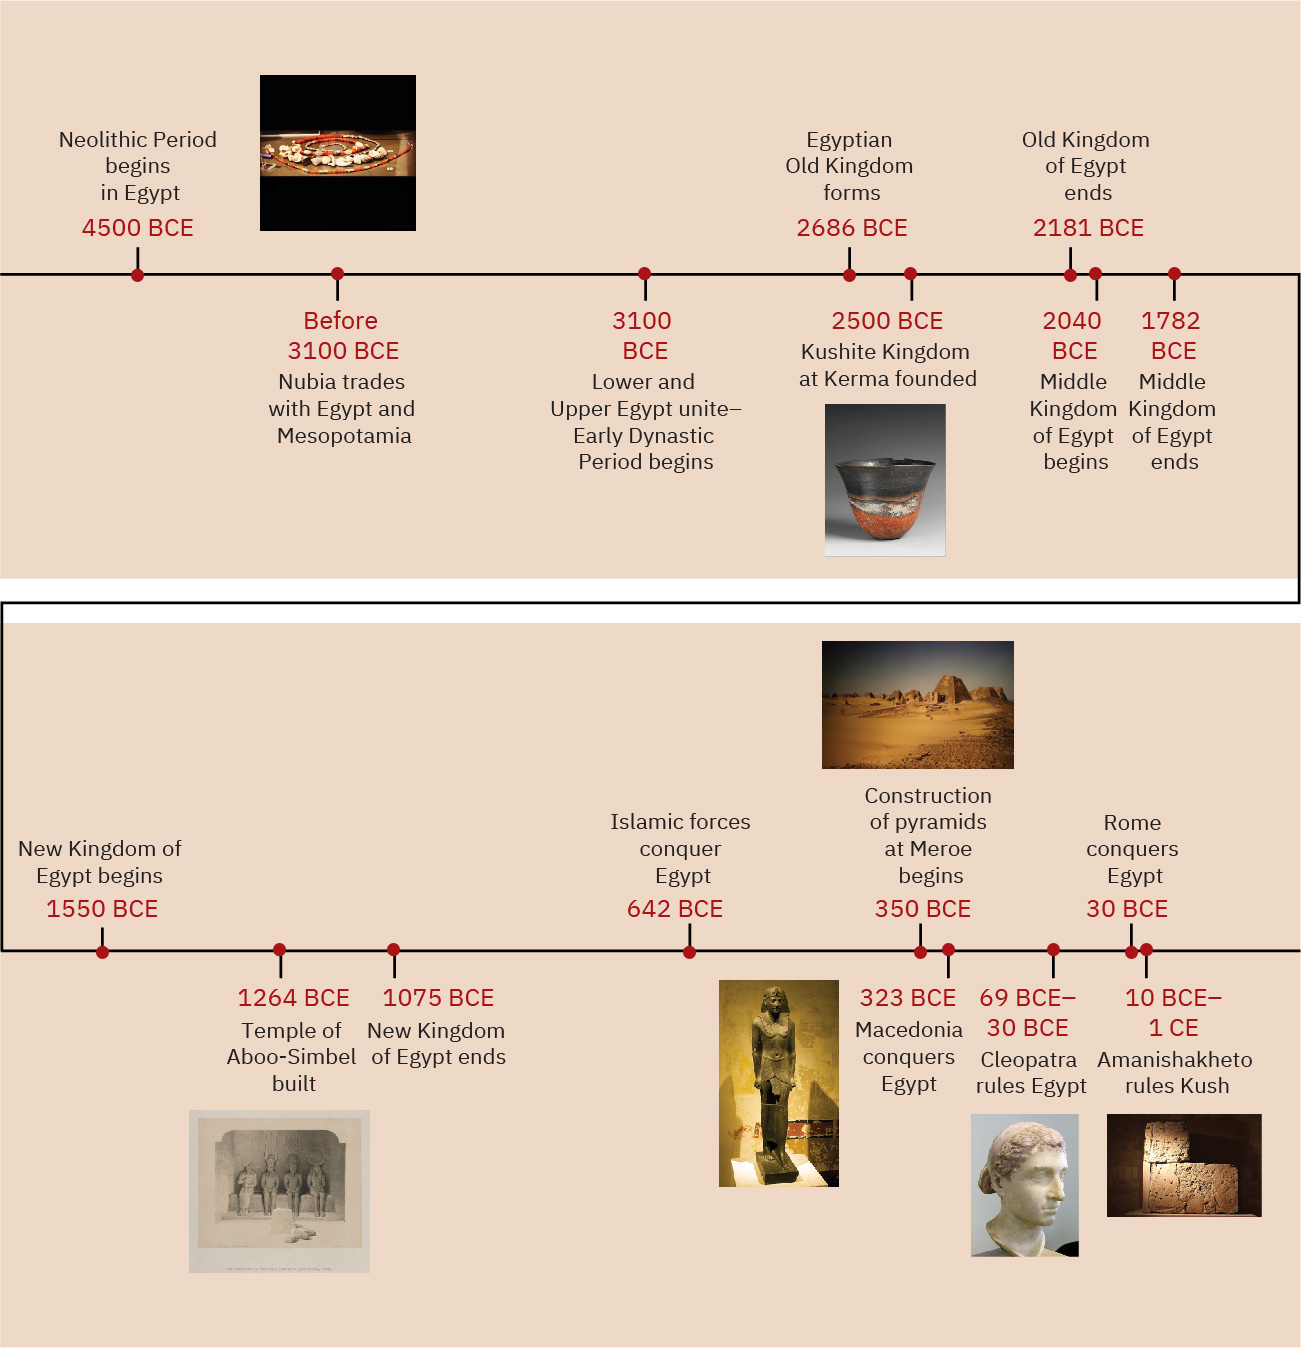 Neolithic Period
begins
in Egypt
4500 BCE
Before
3100 BCE
Nubia trades
with Egypt and
Mesopotamia
3100
BCE
Lower and
Upper Egypt unite–
Early Dynastic
Period begins
Egyptian
Old Kingdom
forms
2686 BCE
2500 BCE
Kushite Kingdom
at Kerma founded
Old Kingdom
of Egypt
ends
2181 BCE
2040
BCE
Middle
Kingdom
of Egypt
begins
1782
BCE
Middle
Kingdom
of Egypt
ends
New Kingdom of
Egypt begins
1550 BCE
1264 BCE
Temple of
Aboo-Simbel
built
1075 BCE
New Kingdom
of Egypt ends
Islamic forces
conquer
Egypt
642 BCE
Construction
of pyramids
at Meroe
begins
350 BCE
323 BCE
Macedonia
conquers
Egypt
69 BCE–
30 BCE
Cleopatra
rules Egypt
Rome
conquers
Egypt
30 BCE
10 BCE–
1 CE
Amanishakheto
rules Kush